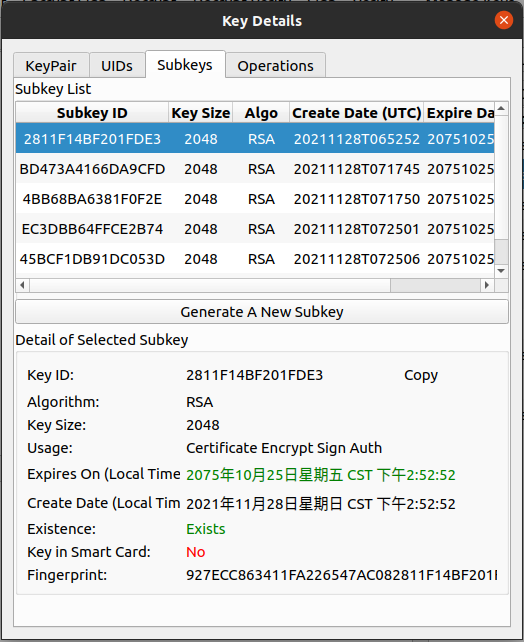 Key Details
KeyPair UIDs Subkeys Operations
Subkey List
Subkey ID Key Size Algo Create Date (UTC) Expire Da
2811F14BF201FDE3 2048 RSA 20211128T065252 20751025
BD473A4166DA9CFD 2048 RSA 20211128T071745 20751025
4BB68BA6381F0F2E 2048 RSA 20211128T071750 20751025
EC3DBB64FFCE2B74 2048 RSA 20211128T072501 20751025
45BCF1DB91DC053D 2048 RSA 20211128T072506 20751025
Generate A New Subkey
Detail of Selected Subkey
Key ID: 2811F14BF201FDE3 Copy
Algorithm: RSA
Key Size: 2048
Usage: Certificate Encrypt Sign Auth
Expires On (Local Time 2075年10月25日星期五 CST 下午2:52:52
Create Date (Local Tim 2021年11月28日星期日 CST 下午2:52:52
Existence: Exists
Key in Smart Card: No
Fingerprint: 927ECC863411FA226547AC082811F14BF201